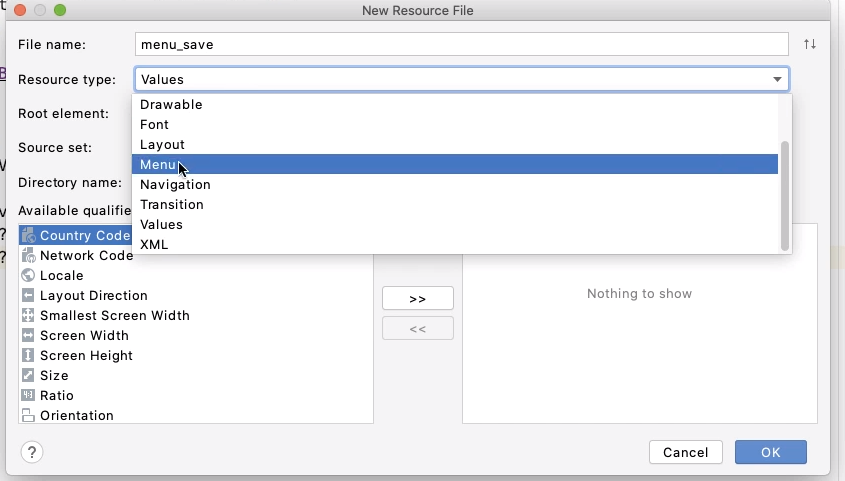 New Resource File
File name: menu_save
Resource type: Values
Root element:
Source set:
Directory name:
Drawable
Font
Layout
Menu
Navigation
Transition
Values
XML
Available qualifie
Country Code
Network Code
Locale
Layout Direction
Smallest Screen Width
Screen Width
Screen Height
Size
Ratio
Orientation
>>
<<
Nothing to show
?
Cancel
OK